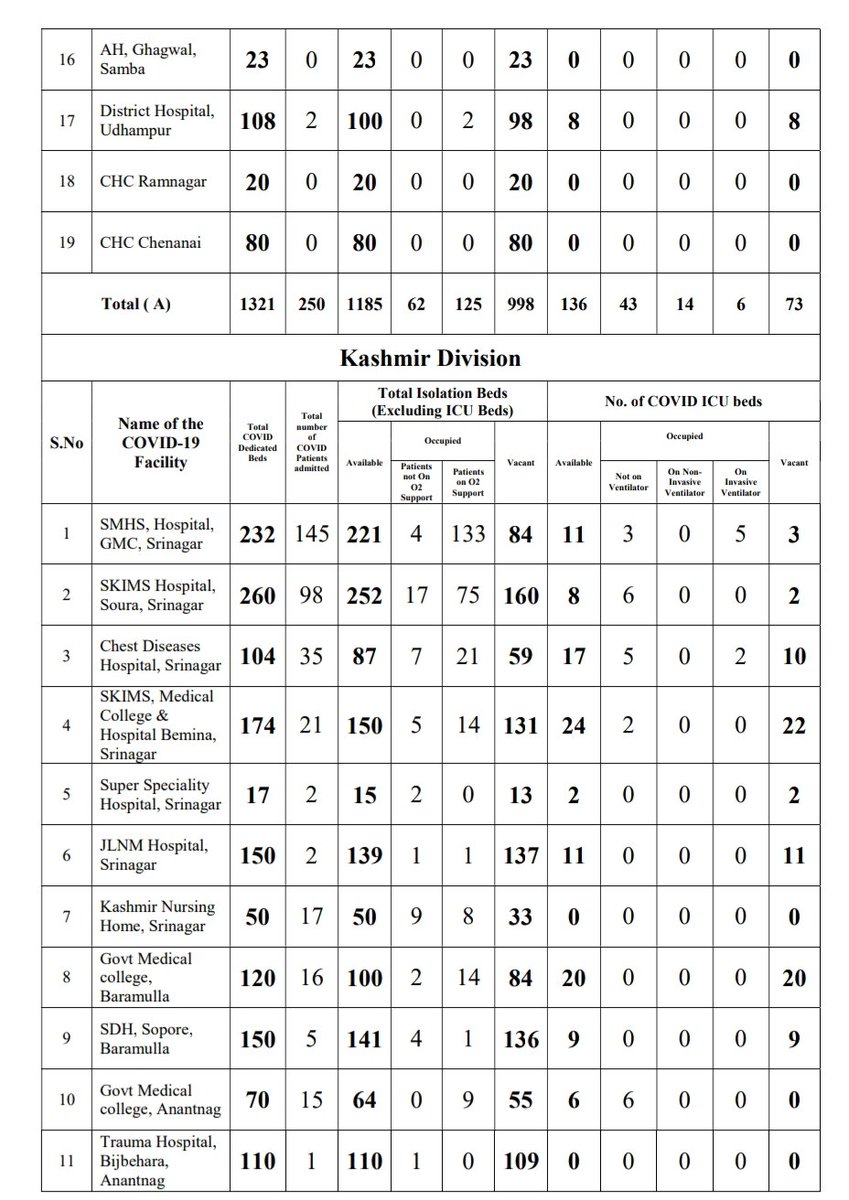 16 AH, Ghagwal, Samba 23 0 23 0 0 23 0 0 0 0 0
17 District Hospital, Udhampur 108 2 100 0 2 98 8 0 0 0 8
18 CHC Ramnagar 20 0 20 0 0 20 0 0 0 0 0
19 CHC Chenanai 80 0 80 0 0 80 0 0 0 0 0
Total ( A) 1321 250 1185 62 125 998 136 43 14 6 73
Kashmir Division
S.No
Name of the COVID-19 Facility
Total COVID Dedicated Beds
Total number of COVID Patients admitted
Total Isolation Beds (Excluding ICU Beds)
Available
Occupied
Patients not On O2 Support
Patients on O2 Support
Vacant
No. of COVID ICU beds
Available
Occupied
Not on Ventilator
On Non-Invasive Ventilator
On Invasive Ventilator
Vacant
1 SMHS, Hospital, GMC, Srinagar 232 145 221 4 133 84 11 3 0 5 3
2 SKIMS Hospital, Soura, Srinagar 260 98 252 17 75 160 8 6 0 0 2
3 Chest Diseases Hospital, Srinagar 104 35 87 7 21 59 17 5 0 2 10
4 SKIMS, Medical College & Hospital Bemina, Srinagar 174 21 150 5 14 131 24 2 0 0 22
5 Super Speciality Hospital, Srinagar 17 2 15 2 0 13 2 0 0 0 2
6 JLNM Hospital, Srinagar 150 2 139 1 1 137 11 0 0 0 11
7 Kashmir Nursing Home, Srinagar 50 17 50 9 8 33 0 0 0 0 0
8 Govt Medical college, Baramulla 120 16 100 2 14 84 20 0 0 0 20
9 SDH, Sopore, Baramulla 150 5 141 4 1 136 9 0 0 0 9
10 Govt Medical college, Anantnag 70 15 64 0 9 55 6 6 0 0 0
11 Trauma Hospital, Bijbehara, Anantnag 110 1 110 1 0 109 0 0 0 0 0